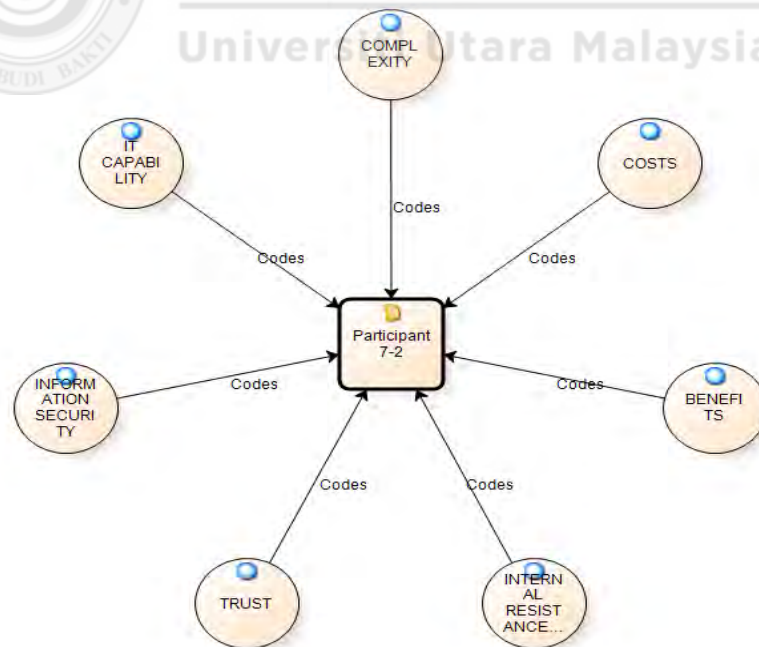 Universiti Utara Malaysia
BUDI BAKTI
COMPL
EXITY
IT
CAPABI
LITY
COSTS
Codes
Codes
Codes
Participant
7-2
INFORM
ATION
SECURI
TY
Codes
Codes
BENEFI
TS
Codes
Codes
TRUST
INTERN
AL
RESIST
ANCE...